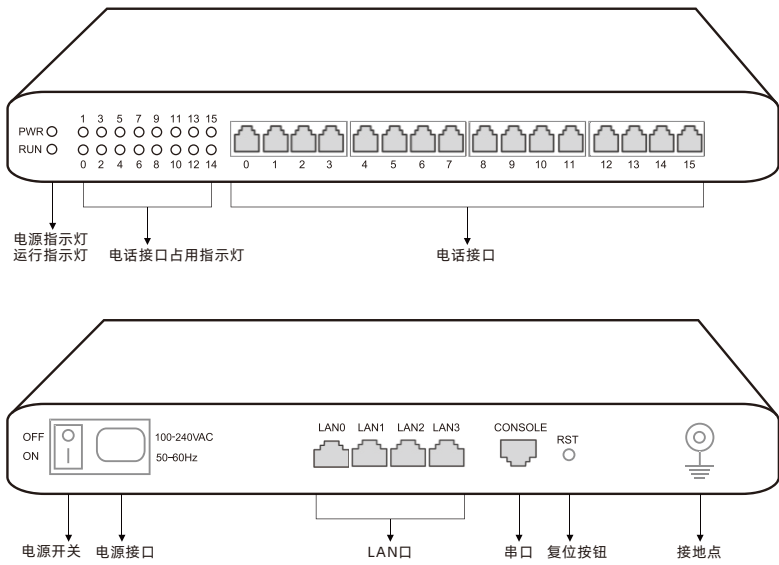 1 3 5 7 9 11 13 15
PWR
RUN
0 2 4 6 8 10 12 14
0 1 2 3 4 5 6 7 8 9 10 11 12 13 14 15
电源指示灯
运行指示灯
电话接口占用指示灯
电话接口
OFF
ON
100-240VAC
50-60Hz
LAN0 LAN1 LAN2 LAN3
CONSOLE
RST
电源开关
电源接口
LAN口
串口
复位按钮
接地点